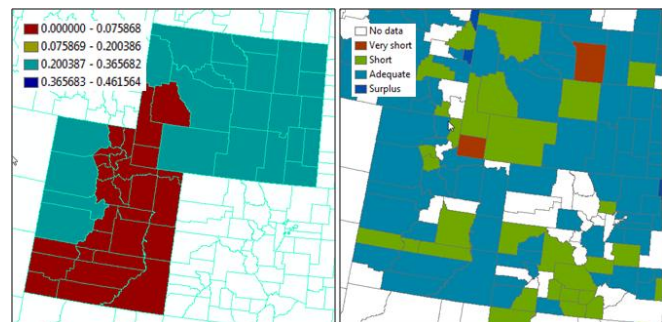 0.000000 - 0.075868
0.075869 - 0.200386
0.200387 - 0.365682
0.365683 - 0.461564
No data
Very short
Short
Adequate
Surplus